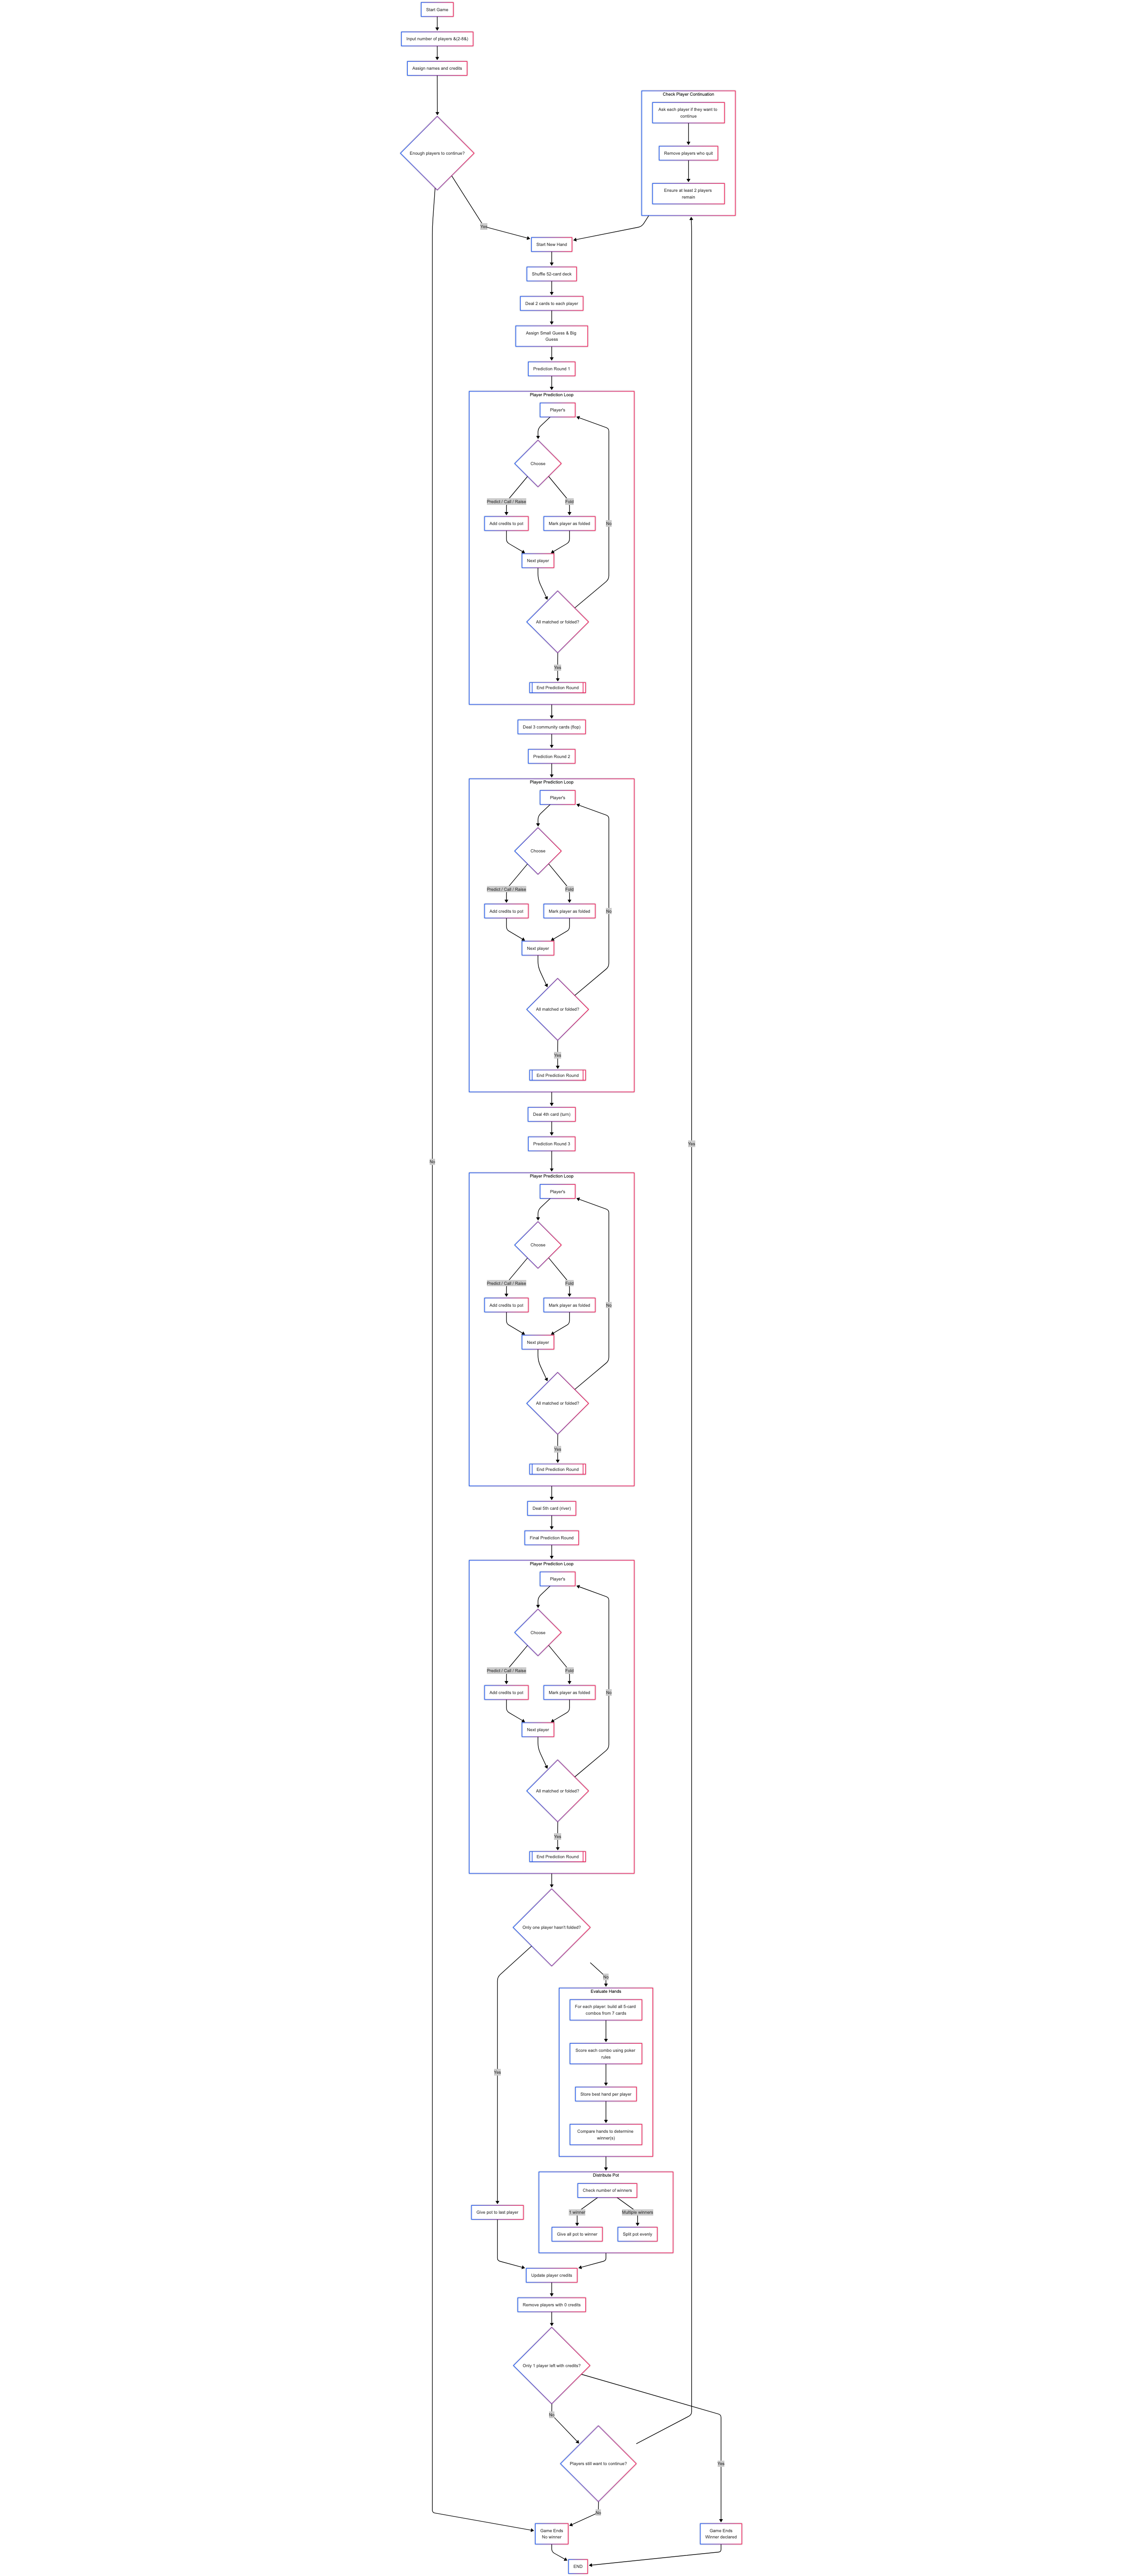 Start Game
Input number of players &(2-6&)
Assign names and credits
Enough players to continue?
Check Player Continuation
Ask each player if they want to
continue
Remove players who quit
Ensure at least 2 players
remain
Yes
Start New Hand
Shuffle 52-card deck
Deal 2 cards to each player
Assign Small Guess & Big
Guess
Prediction Round 1
Player Prediction Loop
Player's
Choose
Predict / Call / Raise
Fold
Add credits to pot
Mark player as folded
No
Next player
All matched or folded?
Yes
End Prediction Round
Deal 3 community cards (flop)
Prediction Round 2
Player Prediction Loop
Player's
Choose
Predict / Call / Raise
Fold
Add credits to pot
Mark player as folded
No
Next player
All matched or folded?
Yes
End Prediction Round
Deal 4th card (turn)
Prediction Round 3
Yes
No
Player Prediction Loop
Player's
Choose
Predict / Call / Raise
Fold
Add credits to pot
Mark player as folded
No
Next player
All matched or folded?
Yes
End Prediction Round
Deal 5th card (river)
Final Prediction Round
Player Prediction Loop
Player's
Choose
Predict / Call / Raise
Fold
Add credits to pot
Mark player as folded
No
Next player
All matched or folded?
Yes
End Prediction Round
Only one player hasn't folded?
No
Evaluate Hands
For each player: build all 5-card
combos from 7 cards
Score each combo using poker
rules
Yes
Store best hand per player
Compare hands to determine
winner(s)
Distribute Pot
Check number of winners
1 winner
Multiple winners
Give pot to last player
Give all pot to winner
Split pot evenly
Update player credits
Remove players with 0 credits
Only 1 player left with credits?
No
Players still want to continue?
Yes
No
Game Ends
No winner
Game Ends
Winner declared
END